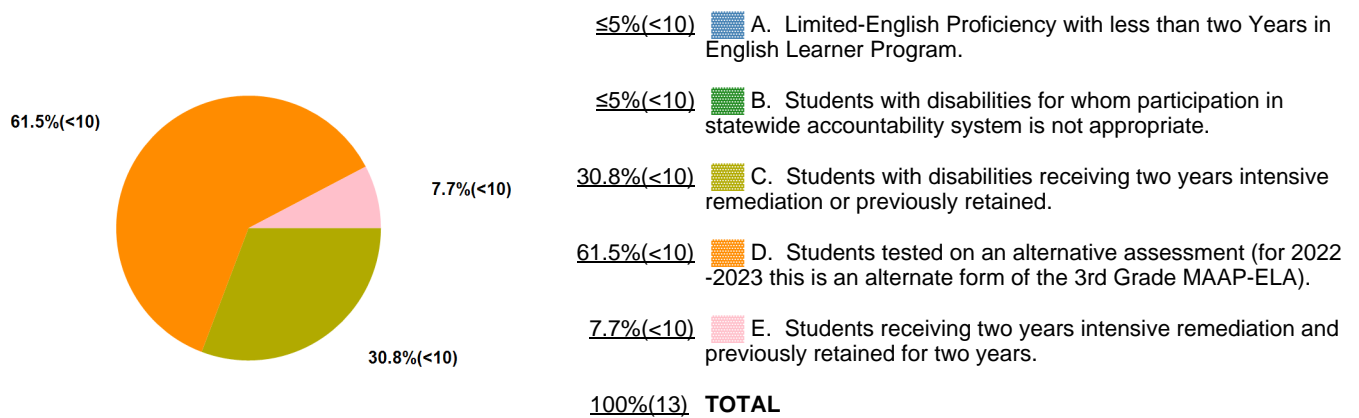 61.5%(<10)
7.7%(<10)
30.8%(<10)
≤5%(<10) A. Limited-English Proficiency with less than two Years in
English Learner Program.
≤5%(<10) B. Students with disabilities for whom participation in
statewide accountability system is not appropriate.
30.8%(<10) C. Students with disabilities receiving two years intensive
remediation or previously retained.
61.5%(<10) D. Students tested on an alternative assessment (for 2022
-2023 this is an alternate form of the 3rd Grade MAAP-ELA).
7.7%(<10) E. Students receiving two years intensive remediation and
previously retained for two years.
100%(13) TOTAL